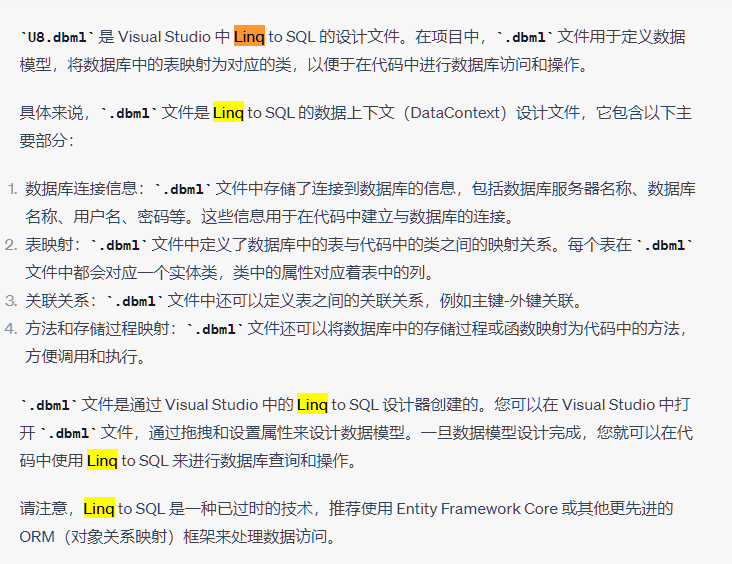 `U8.dbml` 是 Visual Studio 中 Linq to SQL 的设计文件。在项目中，`.dbml` 文件用于定义数据
模型，将数据库中的表映射为对应的类，以便于在代码中进行数据库访问和操作。
具体来说，`.dbml` 文件是 Linq to SQL 的数据上下文（DataContext）设计文件，它包含以下主
要部分：
1. 数据库连接信息：`.dbml` 文件中存储了连接到数据库的信息，包括数据库服务器名称、数据库
名称、用户名、密码等。这些信息用于在代码中建立与数据库的连接。
2. 表映射：`.dbml` 文件中定义了数据库中的表与代码中的类之间的映射关系。每个表在 `.dbml`
文件中都会对应一个实体类，类中的属性对应着表中的列。
3. 关联关系：`.dbml` 文件中还可以定义表之间的关联关系，例如主键-外键关联。
4. 方法和存储过程映射：`.dbml` 文件还可以将数据库中的存储过程或函数映射为代码中的方法，
方便调用和执行。
`.dbml` 文件是通过 Visual Studio 中的 Linq to SQL 设计器创建的。您可以在 Visual Studio 中打
开 `.dbml` 文件，通过拖拽和设置属性来设计数据模型。一旦数据模型设计完成，您就可以在代
码中使用 Linq to SQL 来进行数据库查询和操作。
请注意，Linq to SQL 是一种已过时的技术，推荐使用 Entity Framework Core 或其他更先进的
ORM（对象关系映射）框架来处理数据访问。